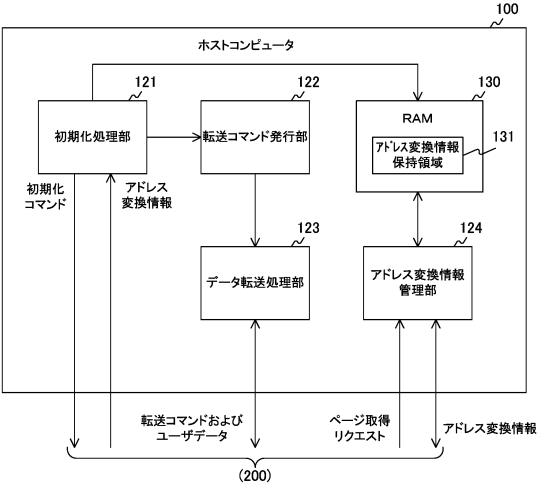 100
ホストコンピュータ
121
122
130
初期化処理部
転送コマンド発行部
RAM
131
アドレス変換情報
保持領域
初期化
コマンド
アドレス
変換情報
123
124
データ転送処理部
アドレス変換情報
管理部
転送コマンドおよび
ユーザデータ
ページ取得
リクエスト
アドレス変換情報
(200)